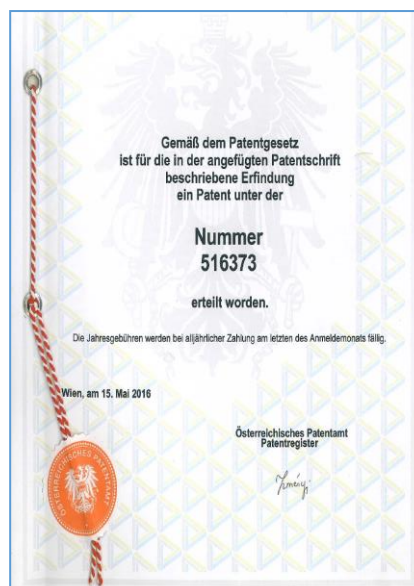 Gemäß dem Patentgesetz
ist für die in der angefügten Patentschrift
beschriebene Erfindung
ein Patent unter der
Nummer
516373
erteilt worden.
Die Jahresgebühren werden bei alljährlicher Zahlung am letzten des Anmeldemonats fällig.
Wien, am 15. Mai 2016
Österreichisches Patentamt
Patentregister
ÖSTERREICHISCHES PATENTAMT